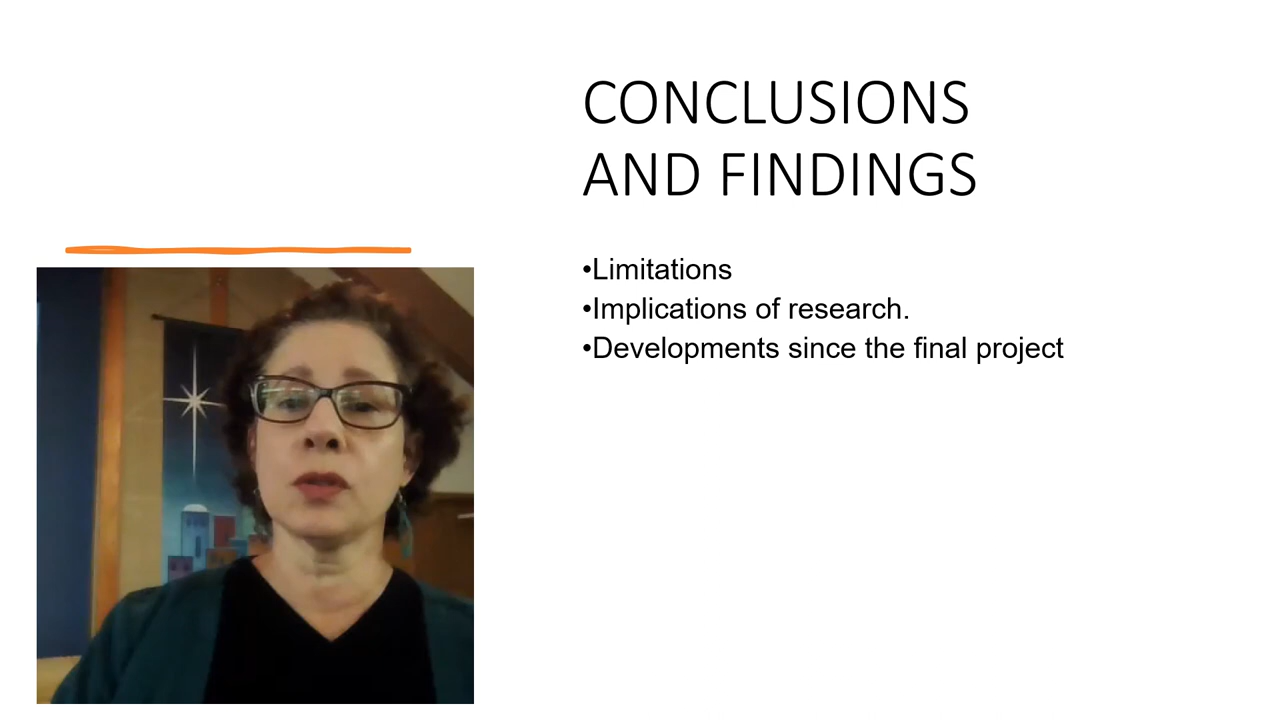 CONCLUSIONS
AND FINDINGS
•Limitations
•Implications of research.
•Developments since the final project